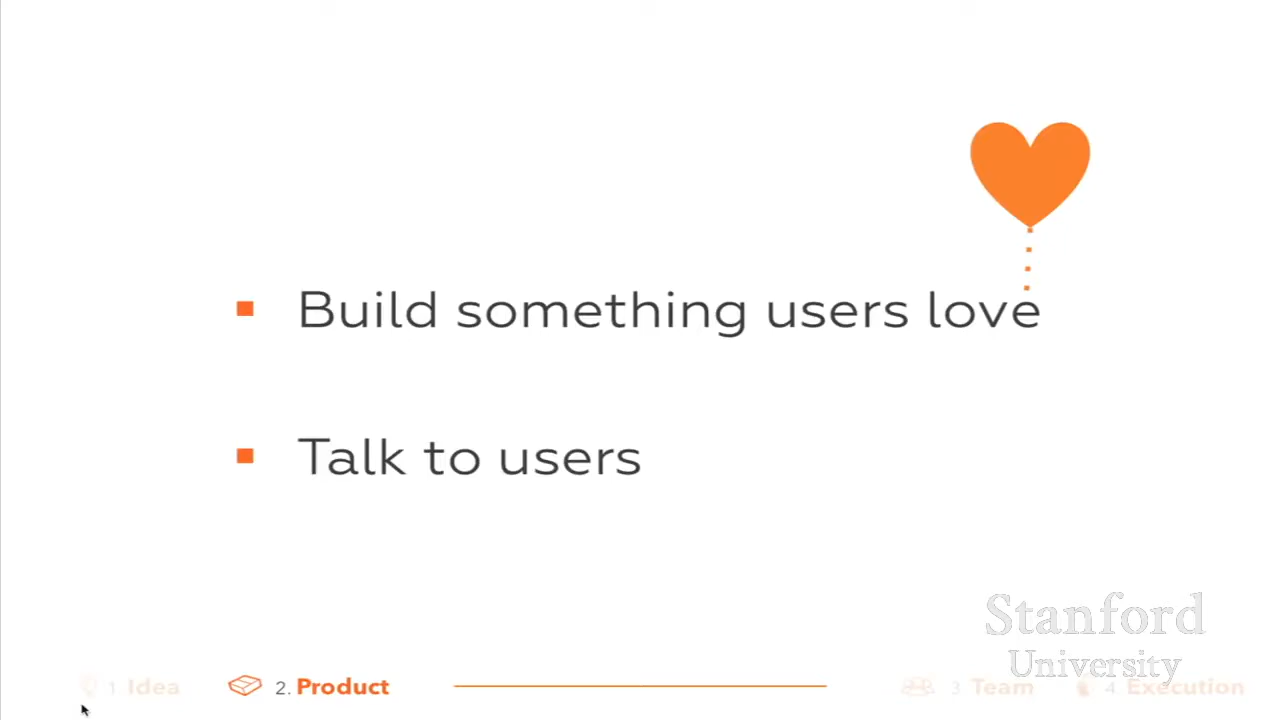 Build something users love
Talk to users
Stanford
University
1 Idea
2. Product
3 Team
4. Execution